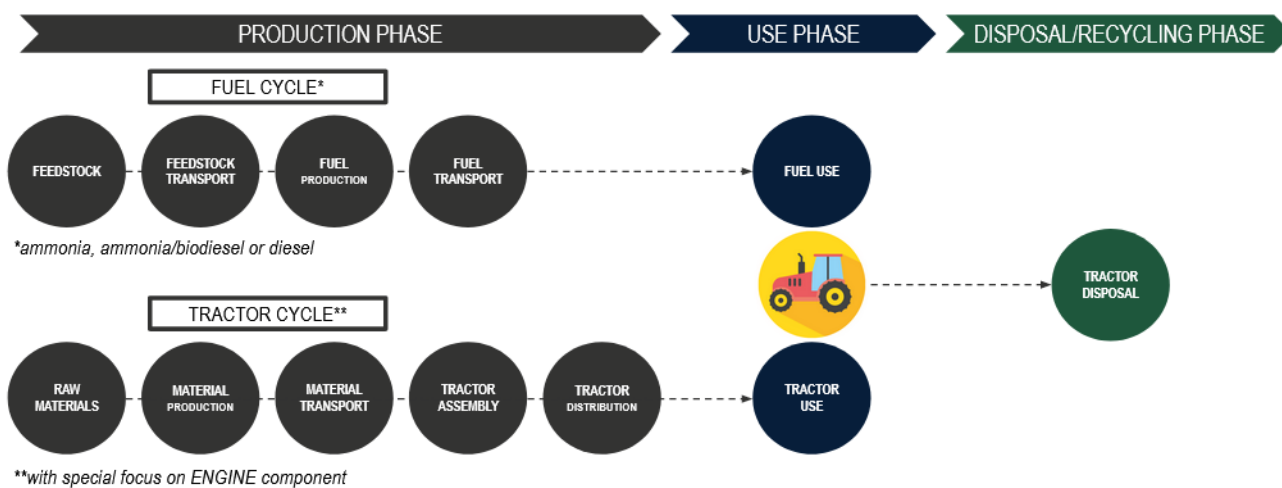 PRODUCTION PHASE
USE PHASE
DISPOSAL/RECYCLING PHASE
FUEL CYCLE*
FEEDSTOCK
FEEDSTOCK
TRANSPORT
FUEL
PRODUCTION
FUEL
TRANSPORT
FUEL USE
*ammonia, ammonia/biodiesel or diesel
TRACTOR
DISPOSAL
TRACTOR CYCLE**
RAW
MATERIALS
MATERIAL
PRODUCTION
MATERIAL
TRANSPORT
TRACTOR
ASSEMBLY
TRACTOR
DISTRIBUTION
TRACTOR
USE
**with special focus on ENGINE component